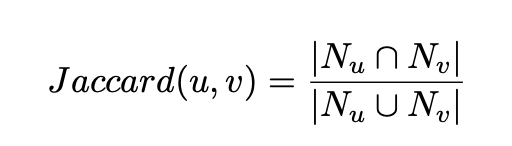 Jaccard(u, v) = |N_u ∩ N_v| / |N_u ∪ N_v|